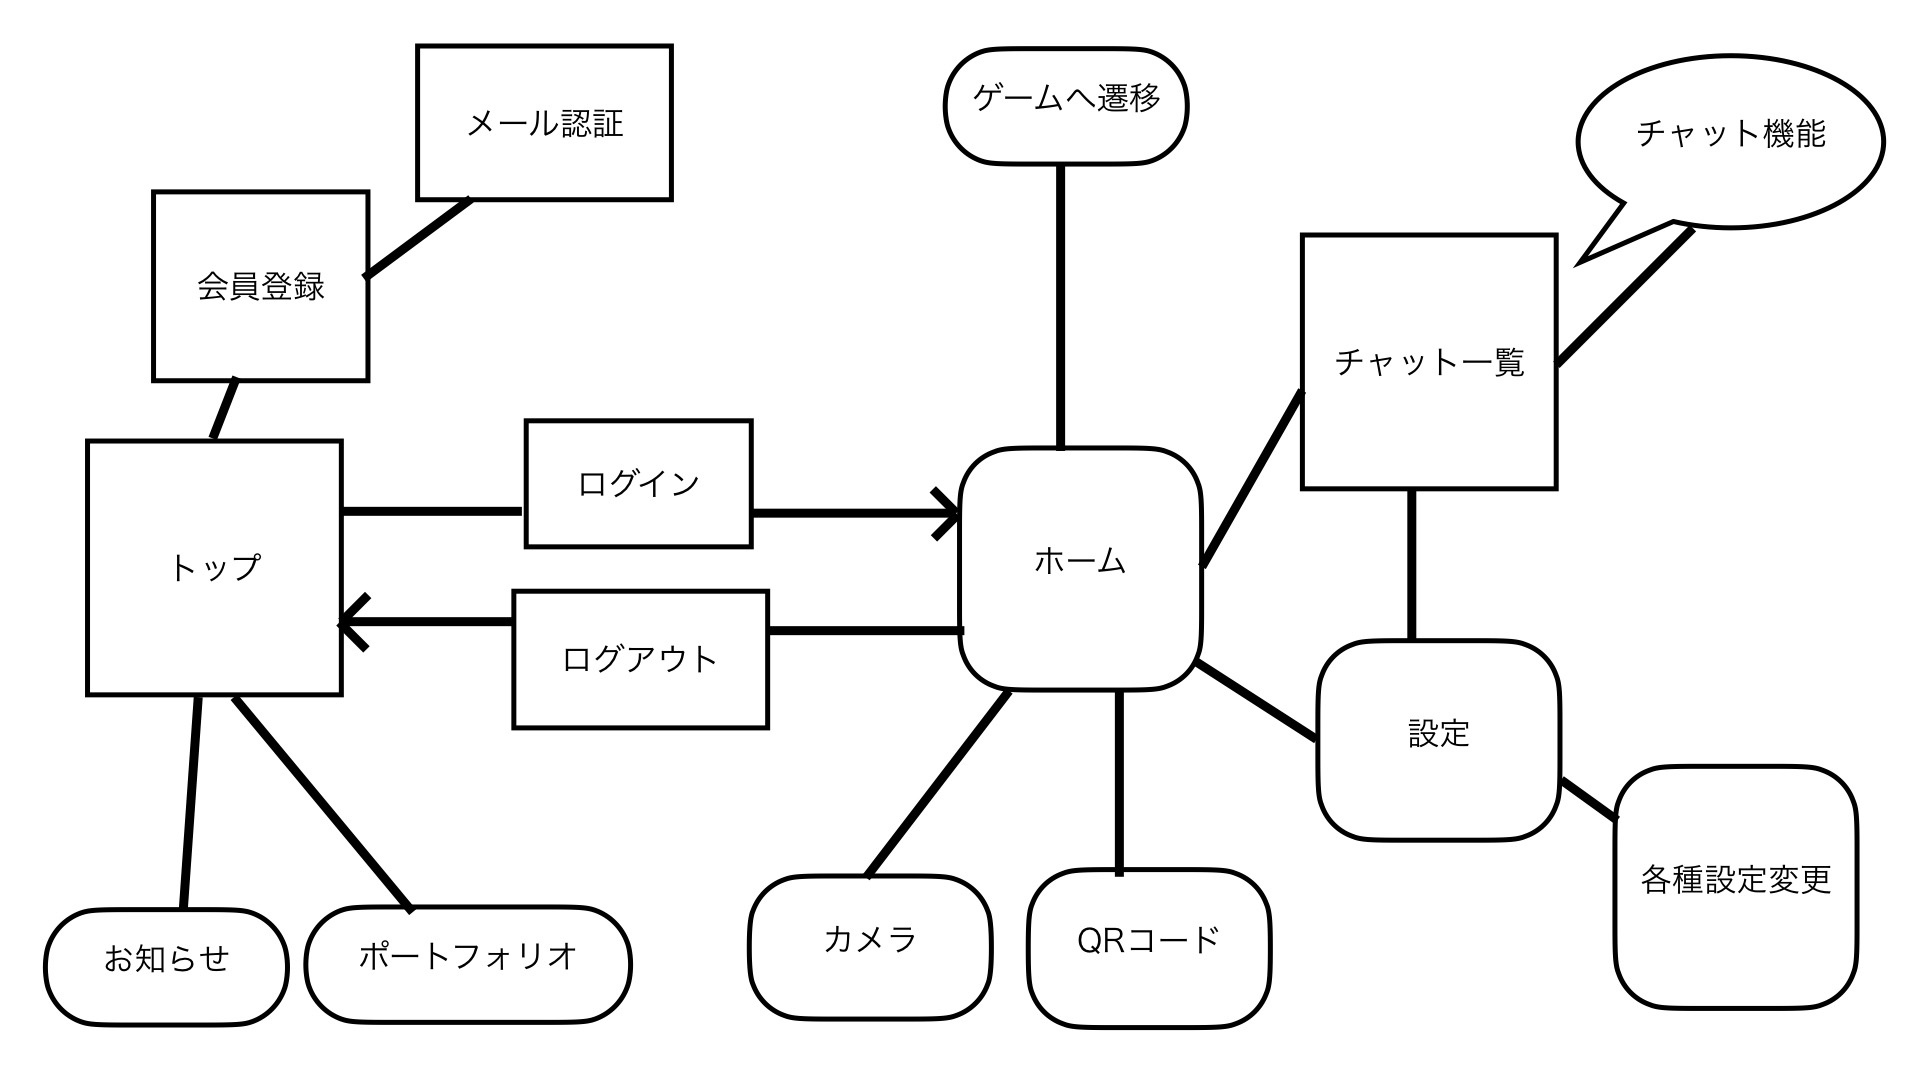 メール認証
ゲームへ遷移
チャット機能
会員登録
チャット一覧
ログイン
トップ
ホーム
ログアウト
設定
各種設定変更
お知らせ
ポートフォリオ
カメラ
QRコード